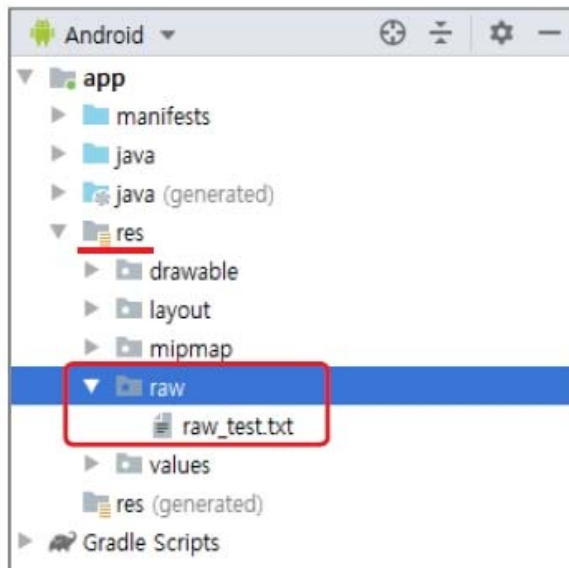 Android
app
manifests
java
java (generated)
res
drawable
layout
mipmap
raw
raw_test.txt
values
res (generated)
Gradle Scripts